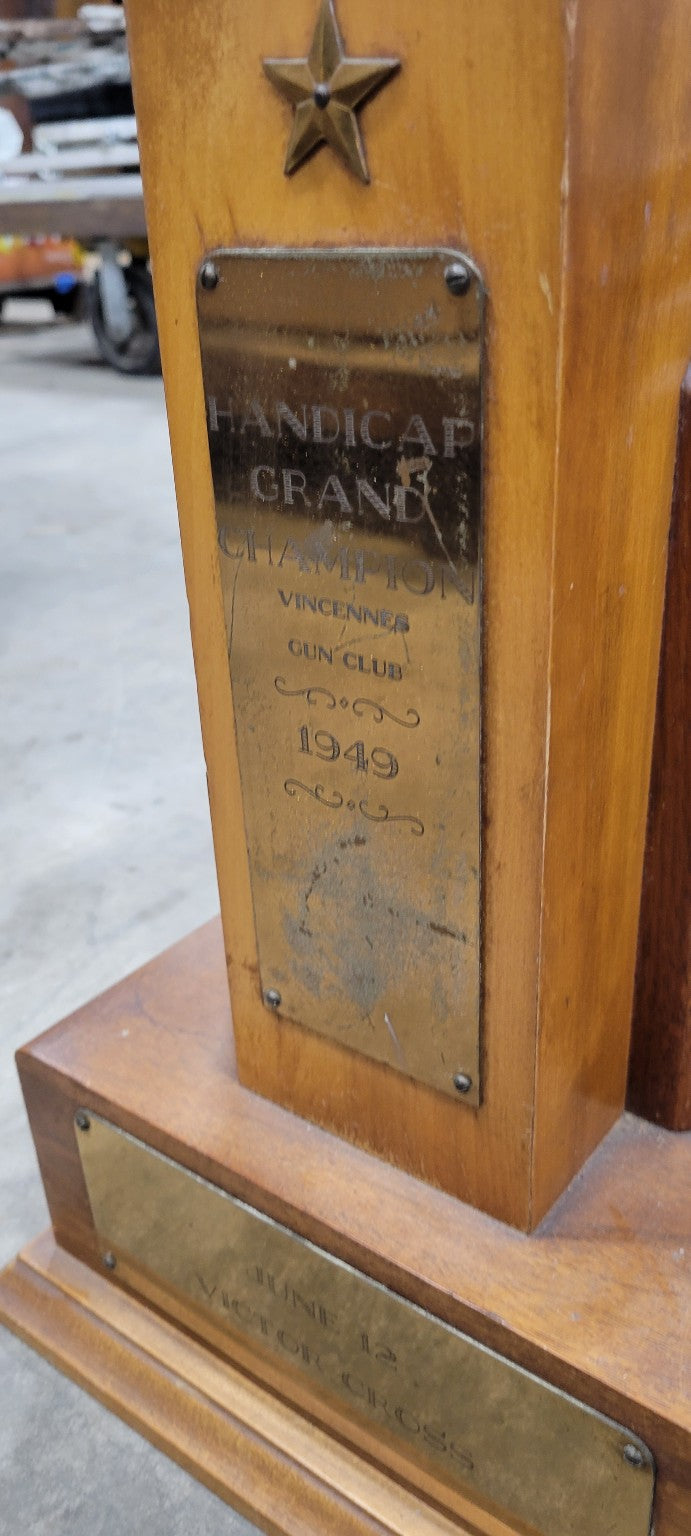 HANDICAP
GRAND
CHAMPION
VINCENNES
GUN CLUB
1949
JUNE 12
VICTOR CROSS